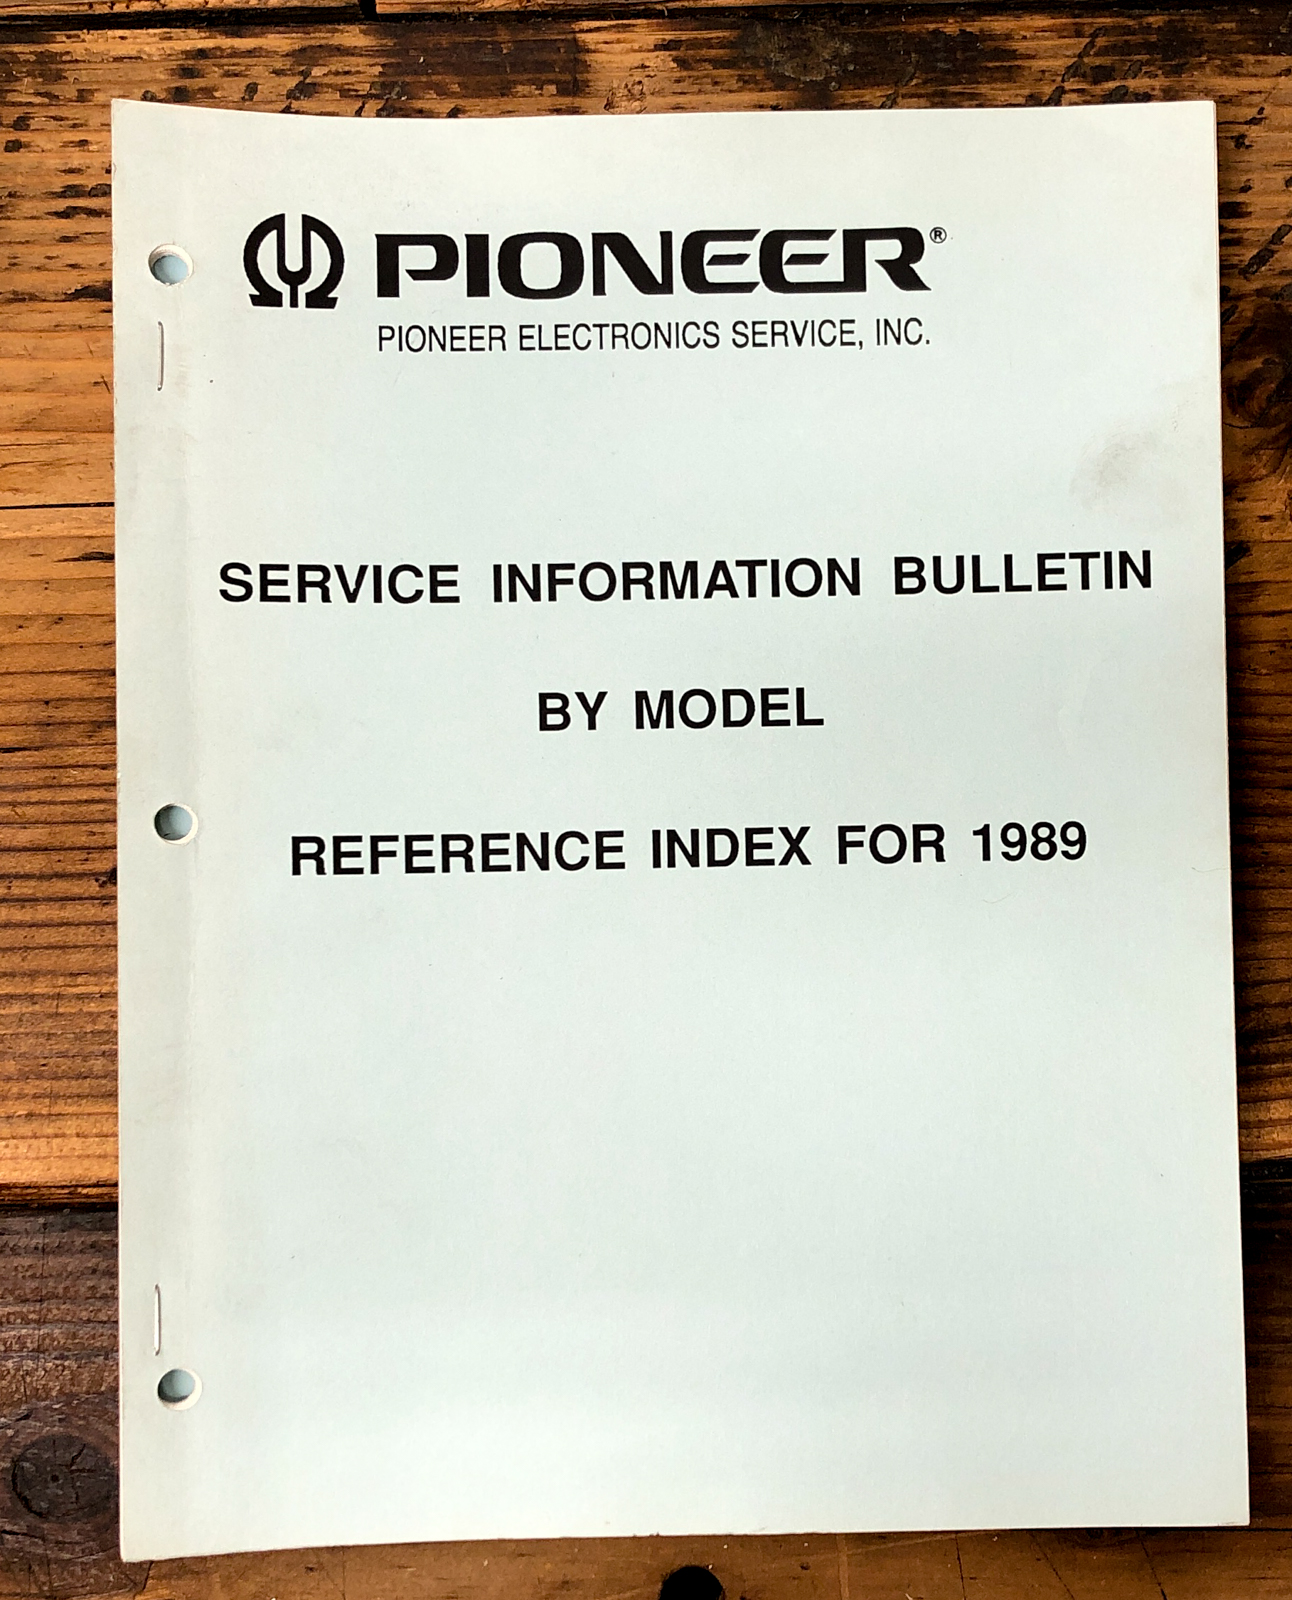 PIONEER®
PIONEER ELECTRONICS SERVICE, INC.
SERVICE INFORMATION BULLETIN
BY MODEL
REFERENCE INDEX FOR 1989